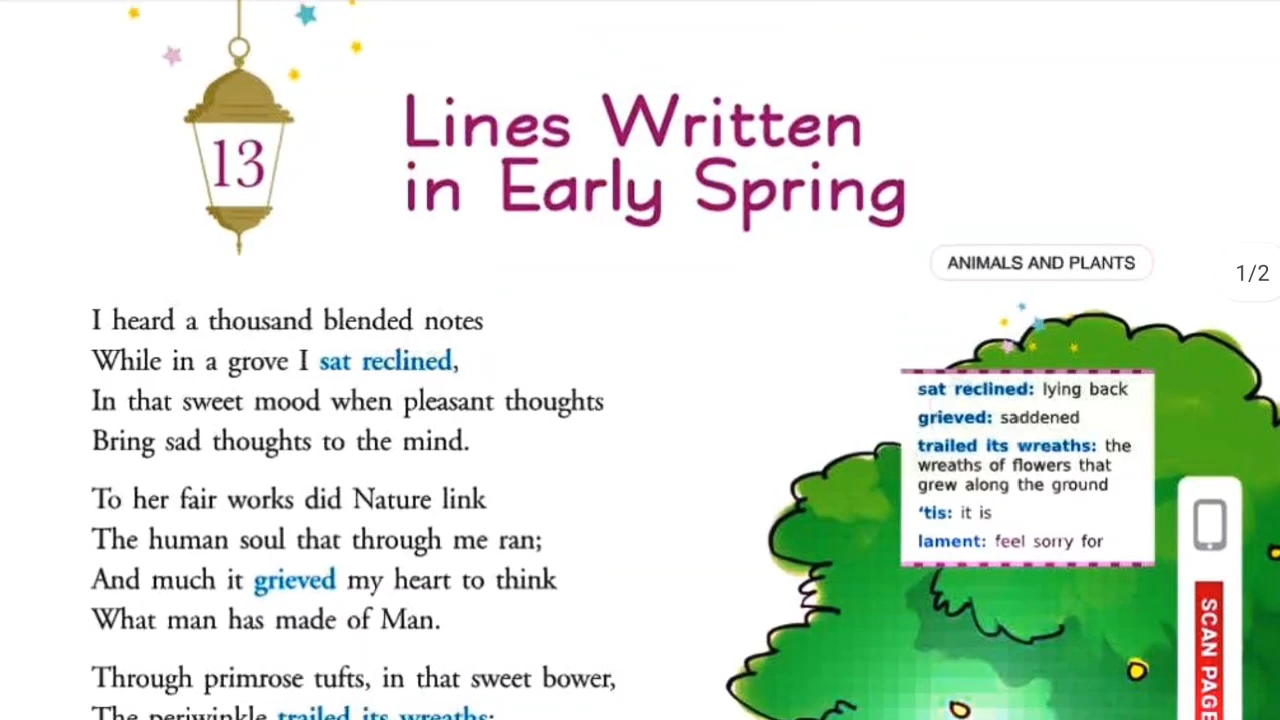 13
Lines Written
in Early Spring
ANIMALS AND PLANTS
1/2
I heard a thousand blended notes
While in a grove I sat reclined,
In that sweet mood when pleasant thoughts
Bring sad thoughts to the mind.
To her fair works did Nature link
The human soul that through me ran;
And much it grieved my heart to think
What man has made of Man.
Through primrose tufts, in that sweet bower,
The periwinkle trailed its wreaths;
sat reclined: lying back
grieved: saddened
trailed its wreaths: the
wreaths of flowers that
grew along the ground
‘tis: it is
lament: feel sorry for
SCAN PAGE